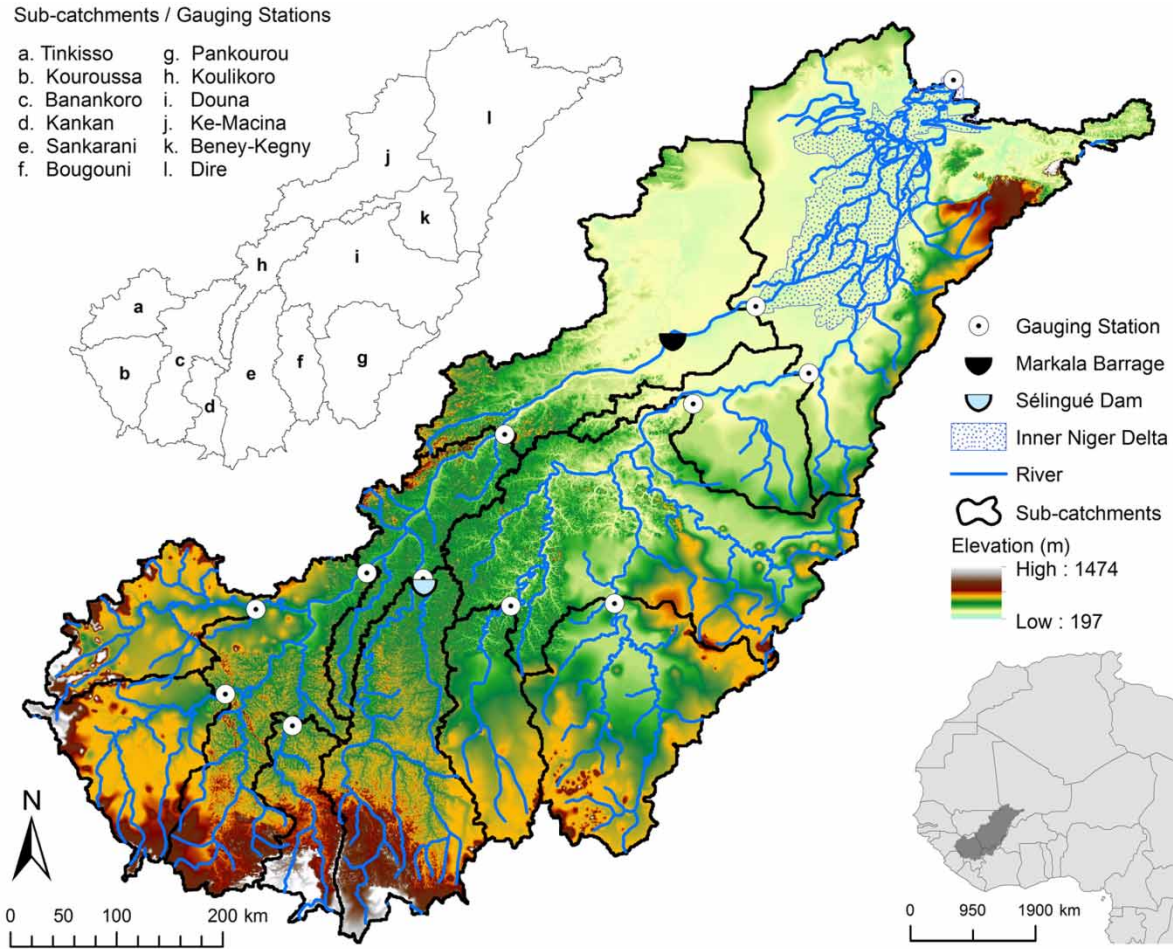 Sub-catchments / Gauging Stations
a. Tinkisso g. Pankourou
b. Kouroussa h. Koulikoro
c. Banankoro i. Douna
d. Kankan j. Ke-Macina
e. Sankarani k. Beney-Kegny
f. Bougouni l. Dire
l
j
k
i
h
a
c
b
e
f
g
d
Gauging Station
Markala Barrage
Sélingué Dam
Inner Niger Delta
River
Sub-catchments
Elevation (m)
High : 1474
Low : 197
N
0 50 100 200 km
0 950 1900 km